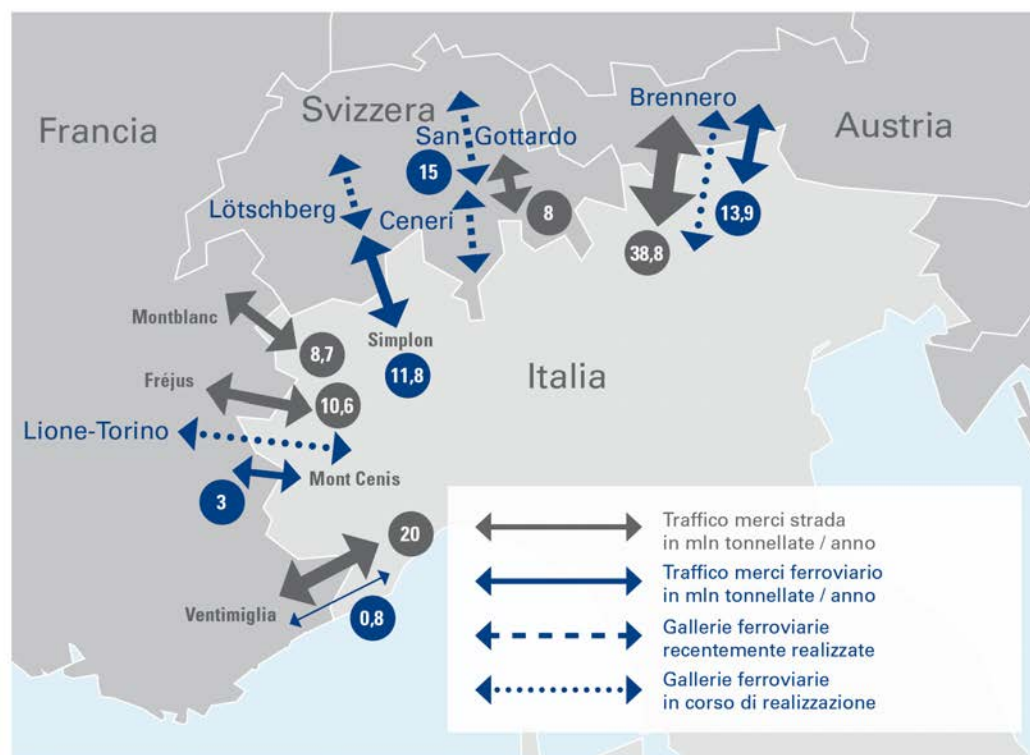 Francia
Svizzera
San Gottardo
15
8
Brennero
Austria
38,8
13,9
Lötschberg
Ceneri
Montblanc
8,7
Simplon
11,8
Italia
Fréjus
10,6
Lione-Torino
Mont Cenis
3
20
Ventimiglia
0,8
Traffico merci strada
in mln tonnellate / anno
Traffico merci ferroviario
in mln tonnellate / anno
Gallerie ferroviarie
recentemente realizzate
Gallerie ferroviarie
in corso di realizzazione